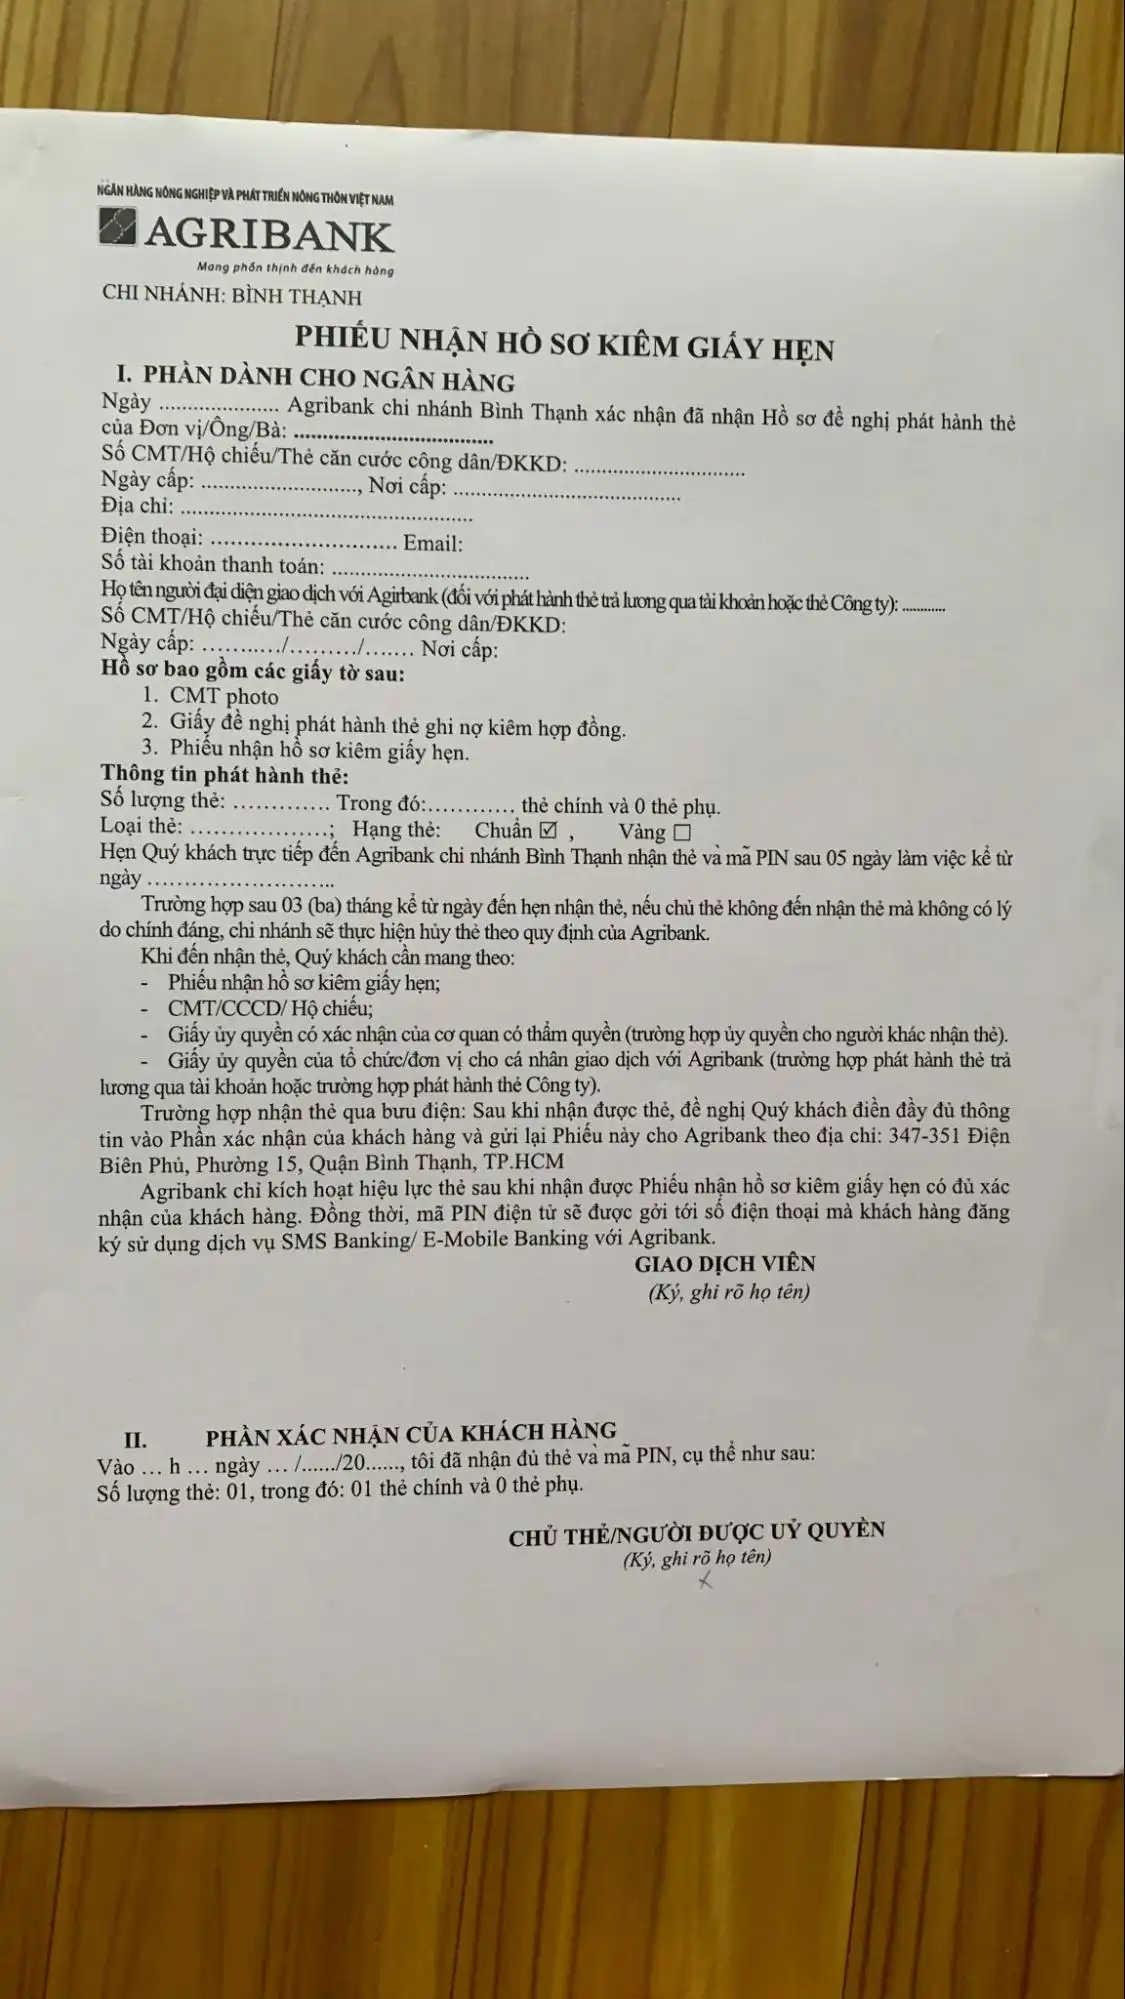 NGÂN HÀNG NÔNG NGHIỆP VÀ PHÁT TRIỂN NÔNG THÔN VIỆT NAM
AGRIBANK
Mang phồn thịnh đến khách hàng
CHI NHÁNH: BÌNH THẠNH
PHIẾU NHẬN HỒ SƠ KIÊM GIẤY HẸN
I. PHẦN DÀNH CHO NGÂN HÀNG
Ngày ..................... Agribank chi nhánh Bình Thạnh xác nhận đã nhận Hồ sơ đề nghị phát hành thẻ
của Đơn vị/Ông/Bà: ...................................
Số CMT/Hộ chiếu/Thẻ căn cước công dân/ĐKKD: ..............................
Ngày cấp: ..........................., Nơi cấp: ........................................
Địa chỉ: ...................................................
Điện thoại: ................................ Email:
Số tài khoản thanh toán: ..................................
Họ tên người đại diện giao dịch với Agirbank (đối với phát hành thẻ trả lương qua tài khoản hoặc thẻ Công ty): ............
Số CMT/Hộ chiếu/Thẻ căn cước công dân/ĐKKD:
Ngày cấp: ………../………/……. Nơi cấp:
Hồ sơ bao gồm các giấy tờ sau:
1. CMT photo
2. Giấy đề nghị phát hành thẻ ghi nợ kiêm hợp đồng.
3. Phiếu nhận hồ sơ kiêm giấy hẹn.
Thông tin phát hành thẻ:
Số lượng thẻ: …………. Trong đó:………… thẻ chính và 0 thẻ phụ.
Loại thẻ: ………………; Hạng thẻ: Chuẩn ☑ , Vàng ☐
Hẹn Quý khách trực tiếp đến Agribank chi nhánh Bình Thạnh nhận thẻ và mã PIN sau 05 ngày làm việc kể từ
ngày ……………………..
Trường hợp sau 03 (ba) tháng kể từ ngày đến hẹn nhận thẻ, nếu chủ thẻ không đến nhận thẻ mà không có lý
do chính đáng, chi nhánh sẽ thực hiện hủy thẻ theo quy định của Agribank.
Khi đến nhận thẻ, Quý khách cần mang theo:
- Phiếu nhận hồ sơ kiêm giấy hẹn;
- CMT/CCCD/ Hộ chiếu;
- Giấy ủy quyền có xác nhận của cơ quan có thẩm quyền (trường hợp ủy quyền cho người khác nhận thẻ).
- Giấy ủy quyền của tổ chức/đơn vị cho cá nhân giao dịch với Agribank (trường hợp phát hành thẻ trả
lương qua tài khoản hoặc trường hợp phát hành thẻ Công ty).
Trường hợp nhận thẻ qua bưu điện: Sau khi nhận được thẻ, đề nghị Quý khách điền đầy đủ thông
tin vào Phần xác nhận của khách hàng và gửi lại Phiếu này cho Agribank theo địa chỉ: 347-351 Điện
Biên Phủ, Phường 15, Quận Bình Thạnh, TP.HCM
Agribank chỉ kích hoạt hiệu lực thẻ sau khi nhận được Phiếu nhận hồ sơ kiêm giấy hẹn có đủ xác
nhận của khách hàng. Đồng thời, mã PIN điện tử sẽ được gởi tới số điện thoại mà khách hàng đăng
ký sử dụng dịch vụ SMS Banking/ E-Mobile Banking với Agribank.
GIAO DỊCH VIÊN
(Ký, ghi rõ họ tên)
II. PHẦN XÁC NHẬN CỦA KHÁCH HÀNG
Vào … h … ngày … /....../20......, tôi đã nhận đủ thẻ và mã PIN, cụ thể như sau:
Số lượng thẻ: 01, trong đó: 01 thẻ chính và 0 thẻ phụ.
CHỦ THẺ/NGƯỜI ĐƯỢC UỶ QUYỀN
(Ký, ghi rõ họ tên)
x